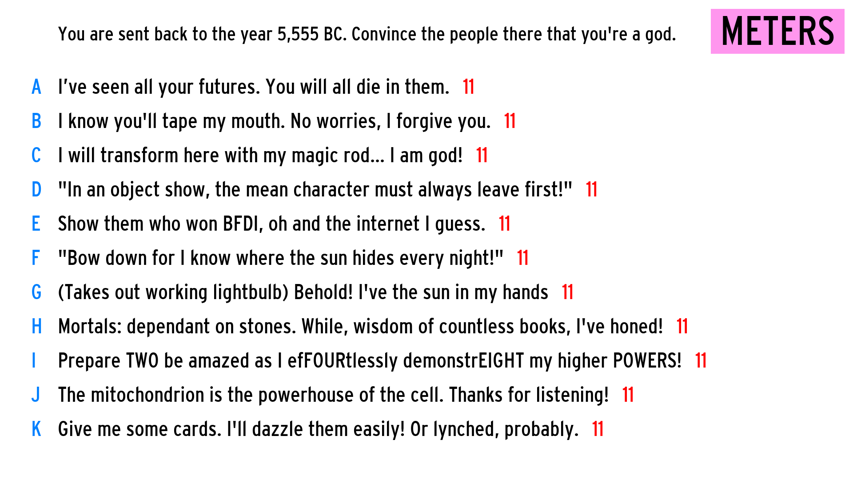 You are sent back to the year 5,555 BC. Convince the people there that you're a god.
METERS
A I've seen all your futures. You will all die in them. 11
B I know you'll tape my mouth. No worries, I forgive you. 11
C I will transform here with my magic rod... I am god! 11
D "In an object show, the mean character must always leave first!" 11
E Show them who won BFDI, oh and the internet I guess. 11
F "Bow down for I know where the sun hides every night!" 11
G (Takes out working lightbulb) Behold! I've the sun in my hands 11
H Mortals: dependant on stones. While, wisdom of countless books, I've honed! 11
I Prepare TWO be amazed as I efFOURtlessly demonstrEIGHT my higher POWERS! 11
J The mitochondrion is the powerhouse of the cell. Thanks for listening! 11
K Give me some cards. I'll dazzle them easily! Or lynched, probably. 11